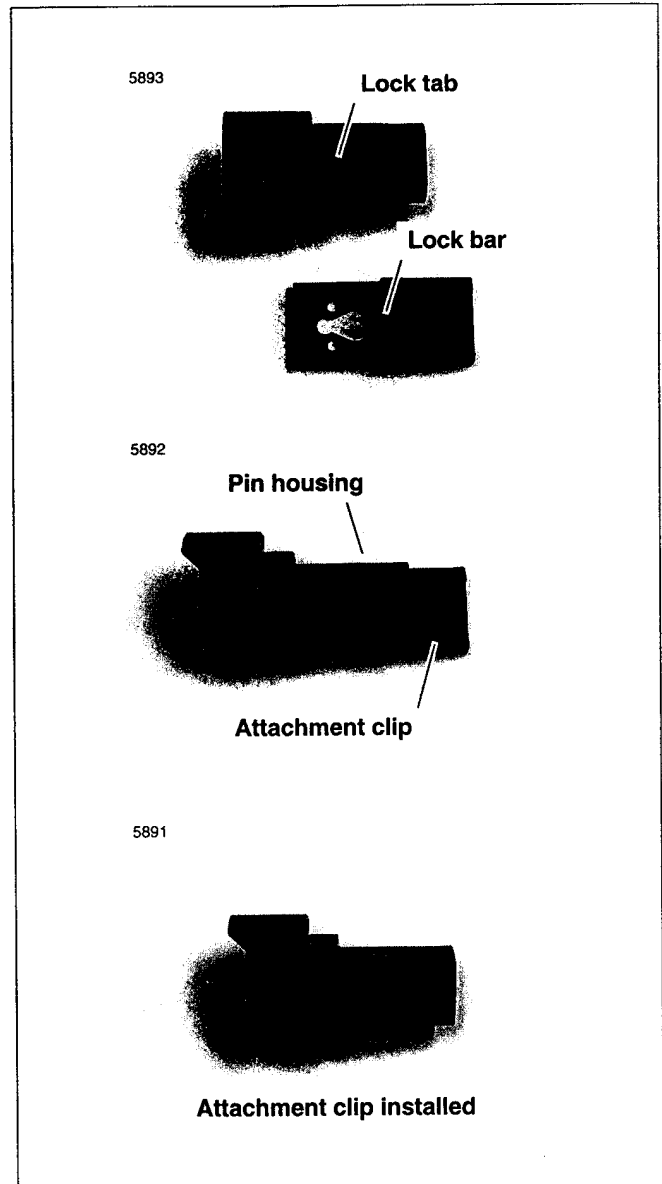 5893
Lock tab
Lock bar
5892
Pin housing
Attachment clip
5891
Attachment clip installed